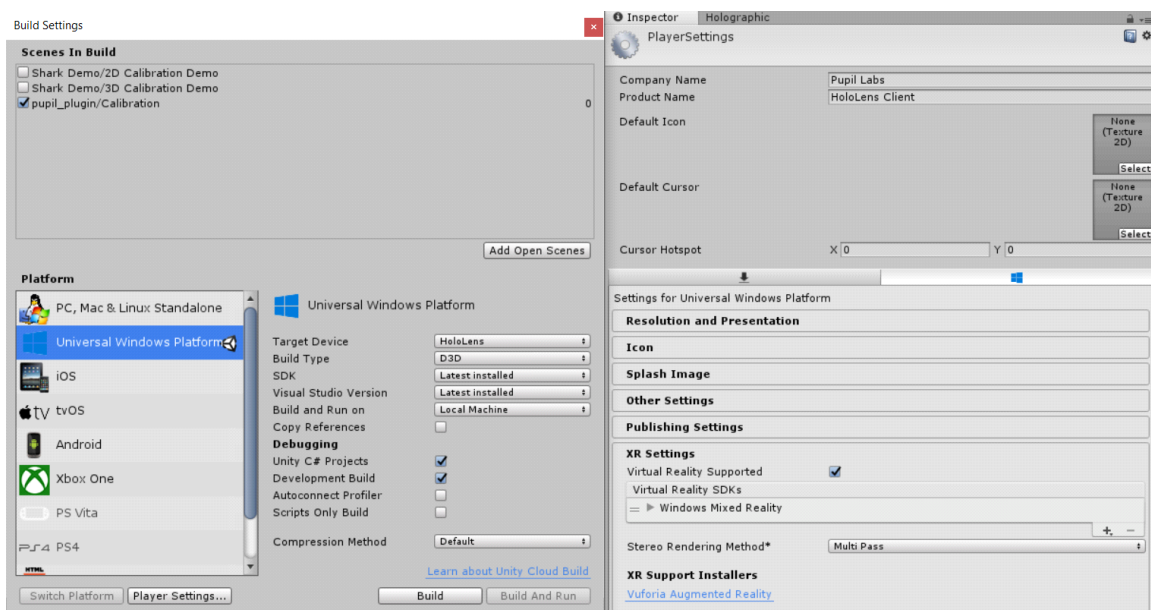 Build Settings
Scenes In Build
Shark Demo/2D Calibration Demo
Shark Demo/3D Calibration Demo
pupil_plugin/Calibration 0
Add Open Scenes
Platform
PC, Mac & Linux Standalone
Universal Windows Platform
iOS
tvOS
Android
Xbox One
PS Vita
PS4
HTML
Universal Windows Platform
Target Device HoloLens
Build Type D3D
SDK Latest installed
Visual Studio Version Latest installed
Build and Run on Local Machine
Copy References
Debugging
Unity C# Projects
Development Build
Autoconnect Profiler
Scripts Only Build
Compression Method Default
Learn about Unity Cloud Build
Switch Platform Player Settings... Build Build And Run
Inspector Holographic
PlayerSettings
Company Name Pupil Labs
Product Name HoloLens Client
Default Icon
None
(Texture
2D)
Select
Default Cursor
None
(Texture
2D)
Select
Cursor Hotspot X 0 Y 0
Settings for Universal Windows Platform
Resolution and Presentation
Icon
Splash Image
Other Settings
Publishing Settings
XR Settings
Virtual Reality Supported
Virtual Reality SDKs
Windows Mixed Reality
Stereo Rendering Method* Multi Pass
XR Support Installers
Vuforia Augmented Reality